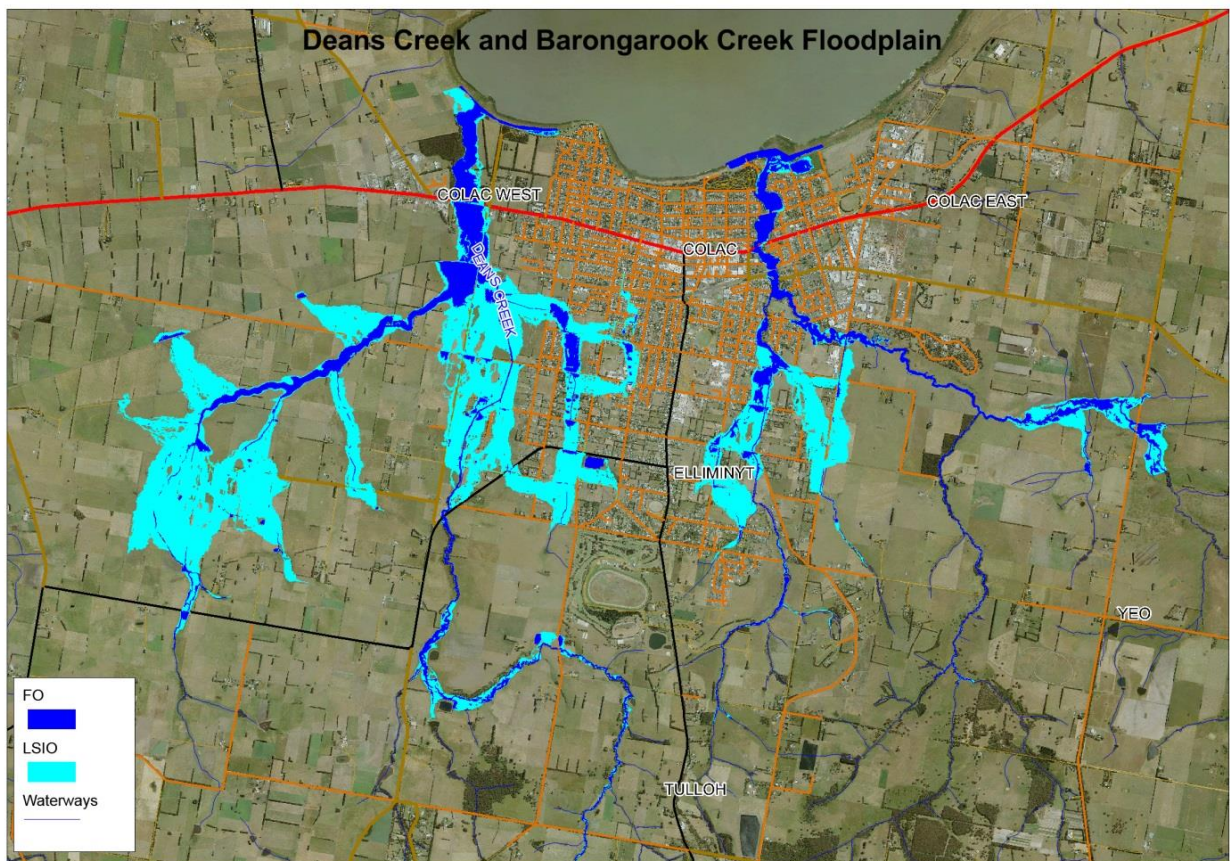 Deans Creek and Barongarook Creek Floodplain
COLAC WEST
COLAC EAST
COLAC
DEANS CREEK
ELLIMINYT
YEO
TULLOH
FO
LSIO
Waterways